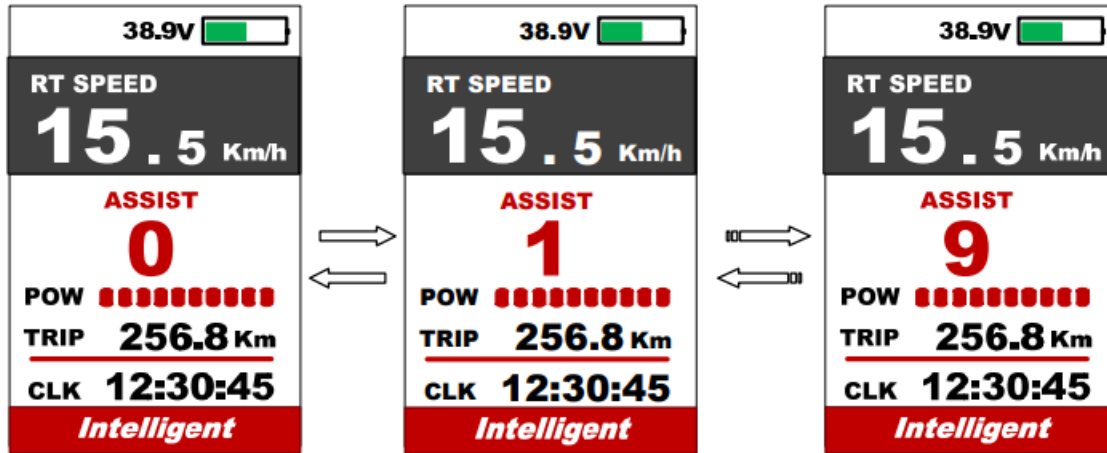 38.9V
RT SPEED
15.5 Km/h
ASSIST
0
POW
TRIP 256.8 Km
CLK 12:30:45
Intelligent
38.9V
RT SPEED
15.5 Km/h
ASSIST
1
POW
TRIP 256.8 Km
CLK 12:30:45
Intelligent
38.9V
RT SPEED
15.5 Km/h
ASSIST
9
POW
TRIP 256.8 Km
CLK 12:30:45
Intelligent